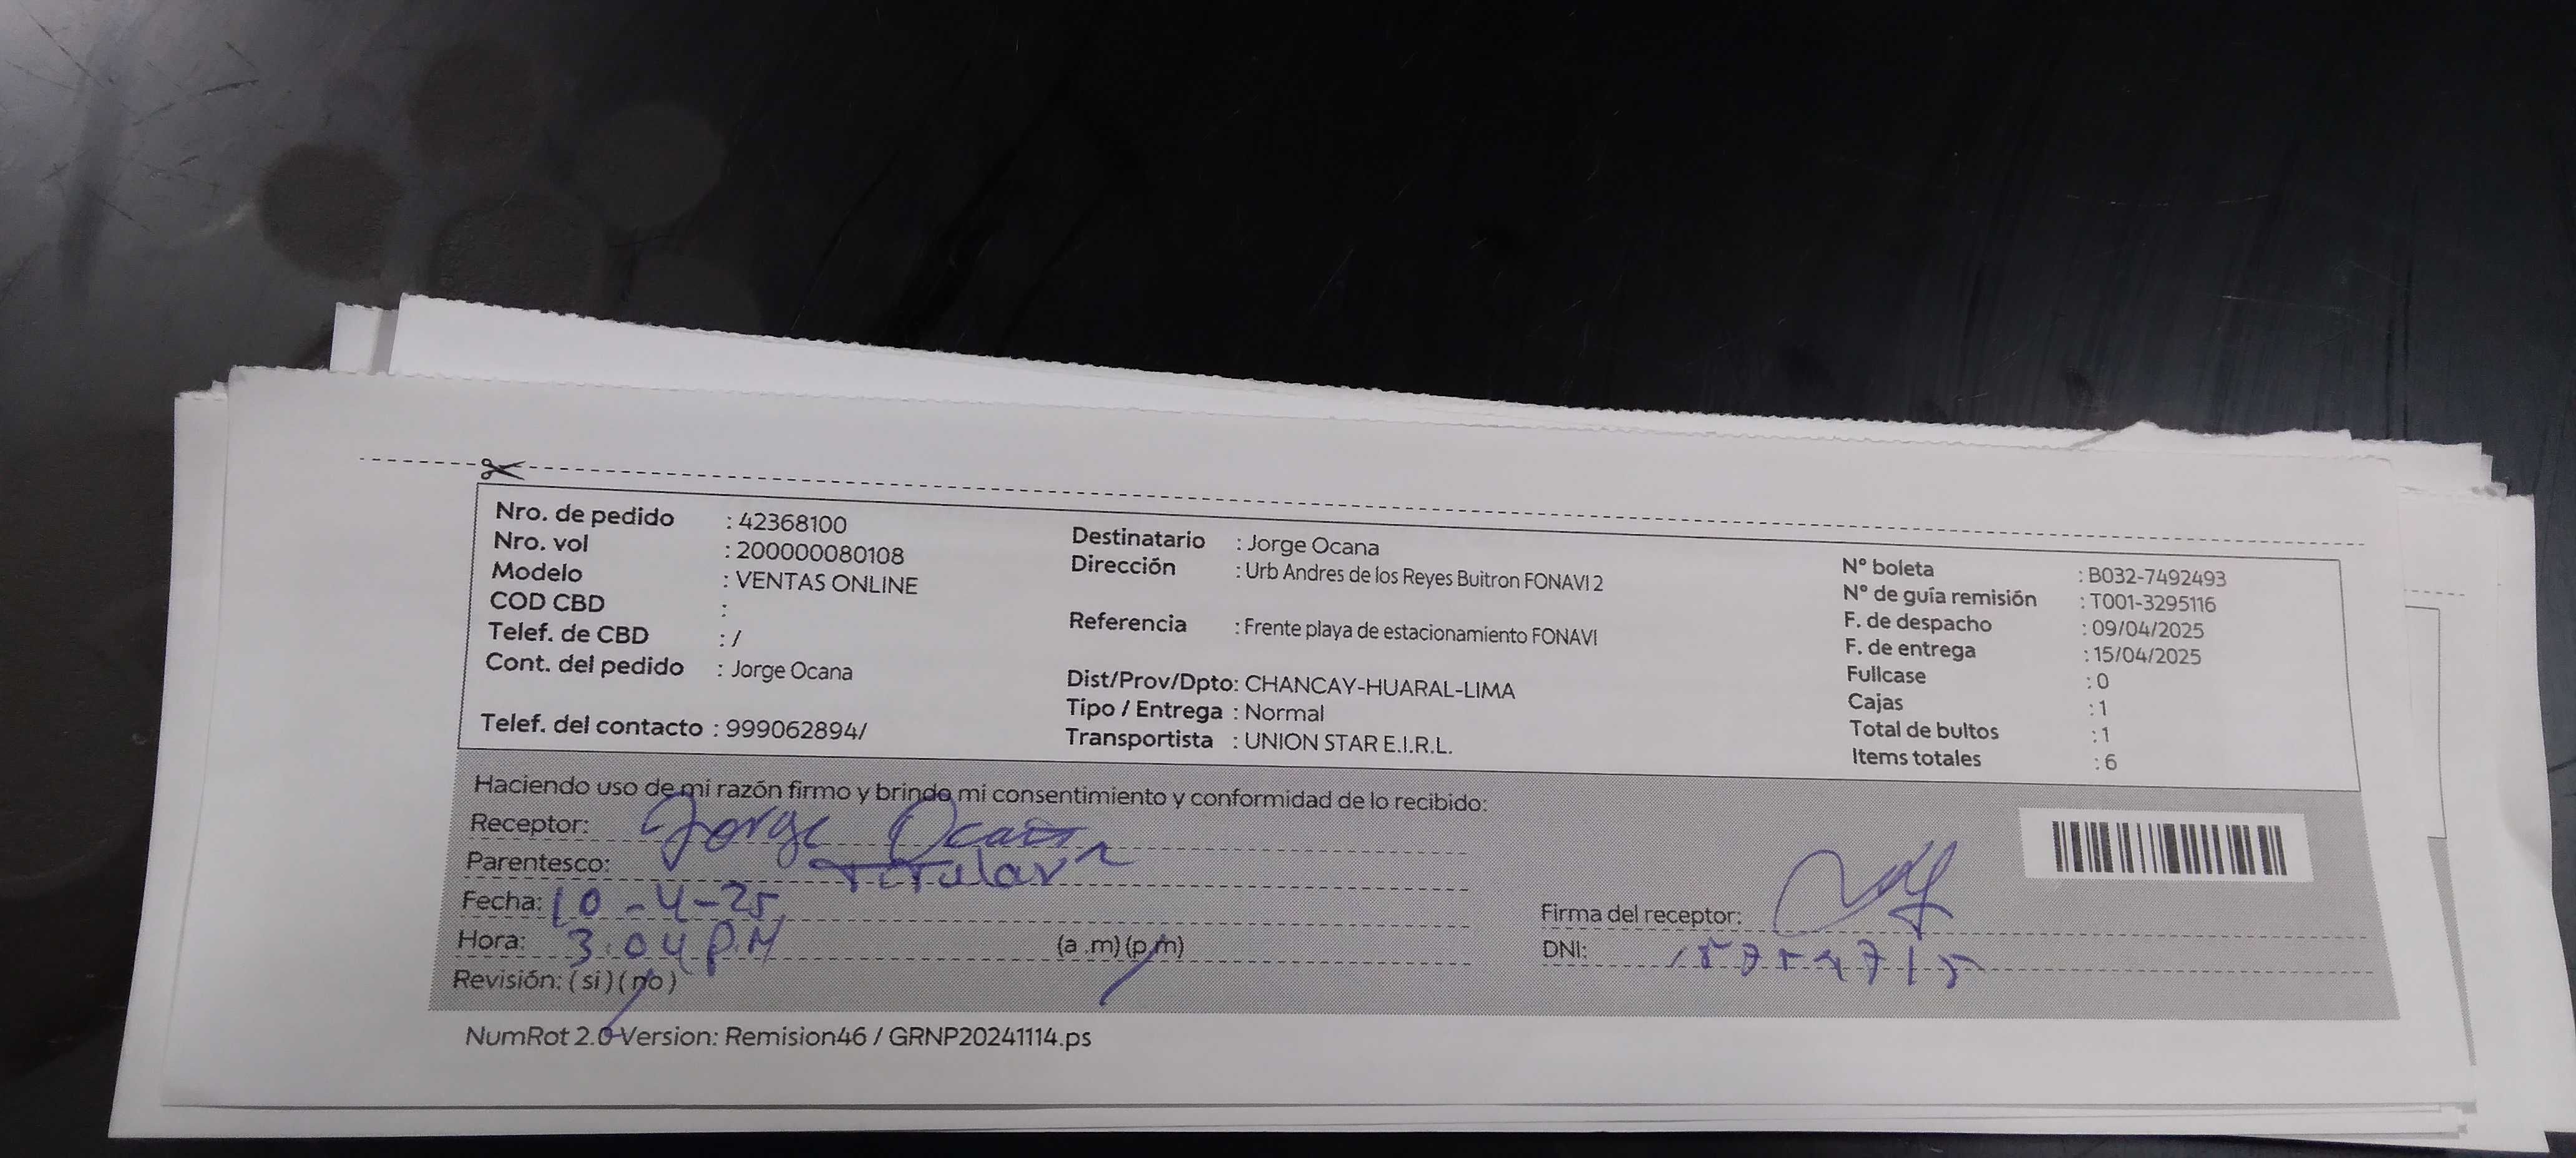 Nro. de pedido : 42368100
Nro. vol : 200000080108
Modelo : VENTAS ONLINE
COD CBD :
Telef. de CBD : /
Cont. del pedido : Jorge Ocana
Telef. del contacto : 999062894/
Destinatario : Jorge Ocana
Dirección : Urb Andres de los Reyes Buitron FONAVI 2
Referencia : Frente playa de estacionamiento FONAVI
Dist/Prov/Dpto: CHANCAY-HUARAL-LIMA
Tipo / Entrega : Normal
Transportista : UNION STAR E.I.R.L.
N° boleta : B032-7492493
N° de guía remisión : T001-3295116
F. de despacho : 09/04/2025
F. de entrega : 15/04/2025
Fullcase : 0
Cajas : 1
Total de bultos : 1
Items totales : 6
Haciendo uso de mi razón firmo y brindo mi consentimiento y conformidad de lo recibido:
Receptor: Jorge Ocaña
Parentesco: Titular
Fecha: 10-4-25
Hora: 3:04 P.M (a.m) (p.m)
Revisión: (si) (no)
Firma del receptor:
DNI:
NumRot 2.0-Version: Remision46 / GRNP20241114.ps